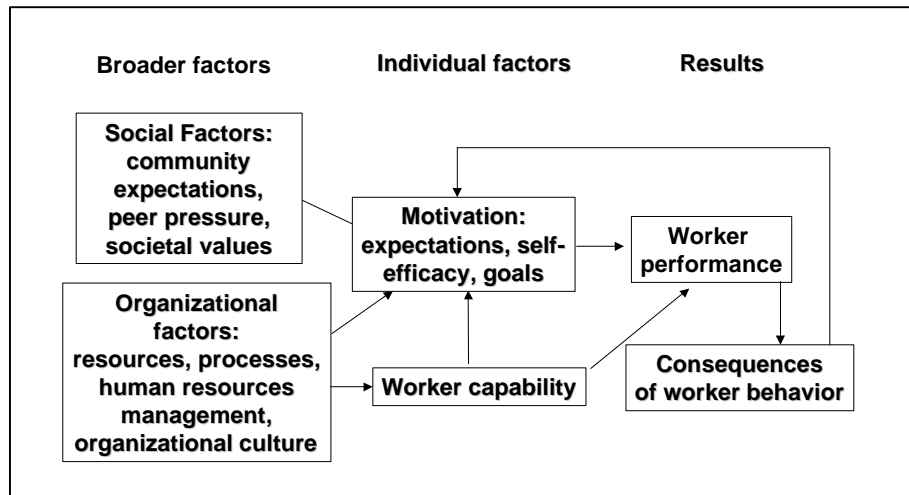 Broader factors
Individual factors
Results
Social Factors:
community
expectations,
peer pressure,
societal values
Motivation:
expectations, self-
efficacy, goals
Worker
performance
Organizational
factors:
resources, processes,
human resources
management,
organizational culture
Worker capability
Consequences
of worker behavior